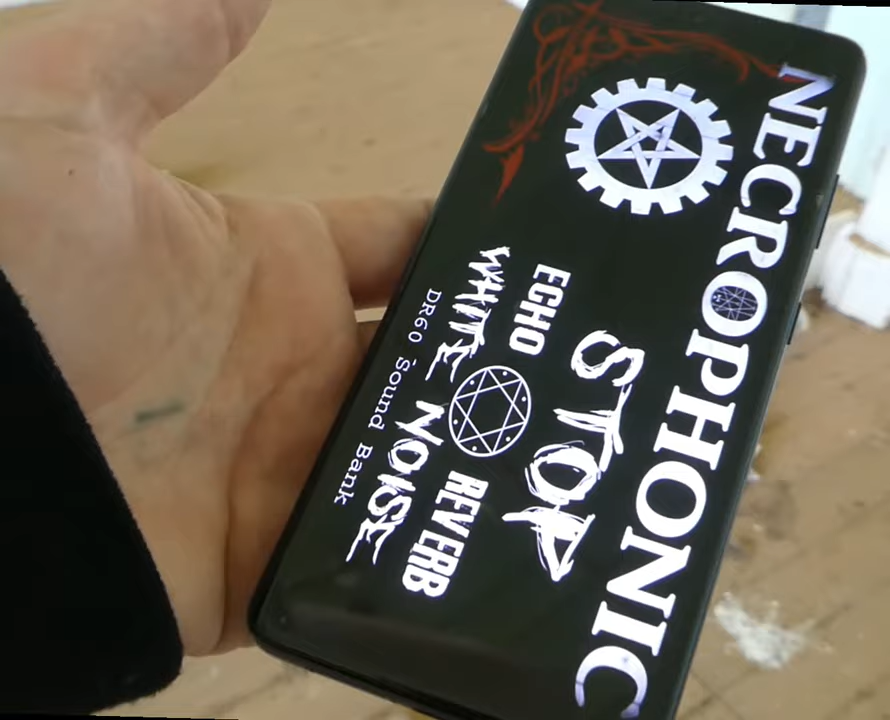 NECROPHONIC
STOP
ECHO REVERB
WHITE NOISE
DR60 Sound Bank